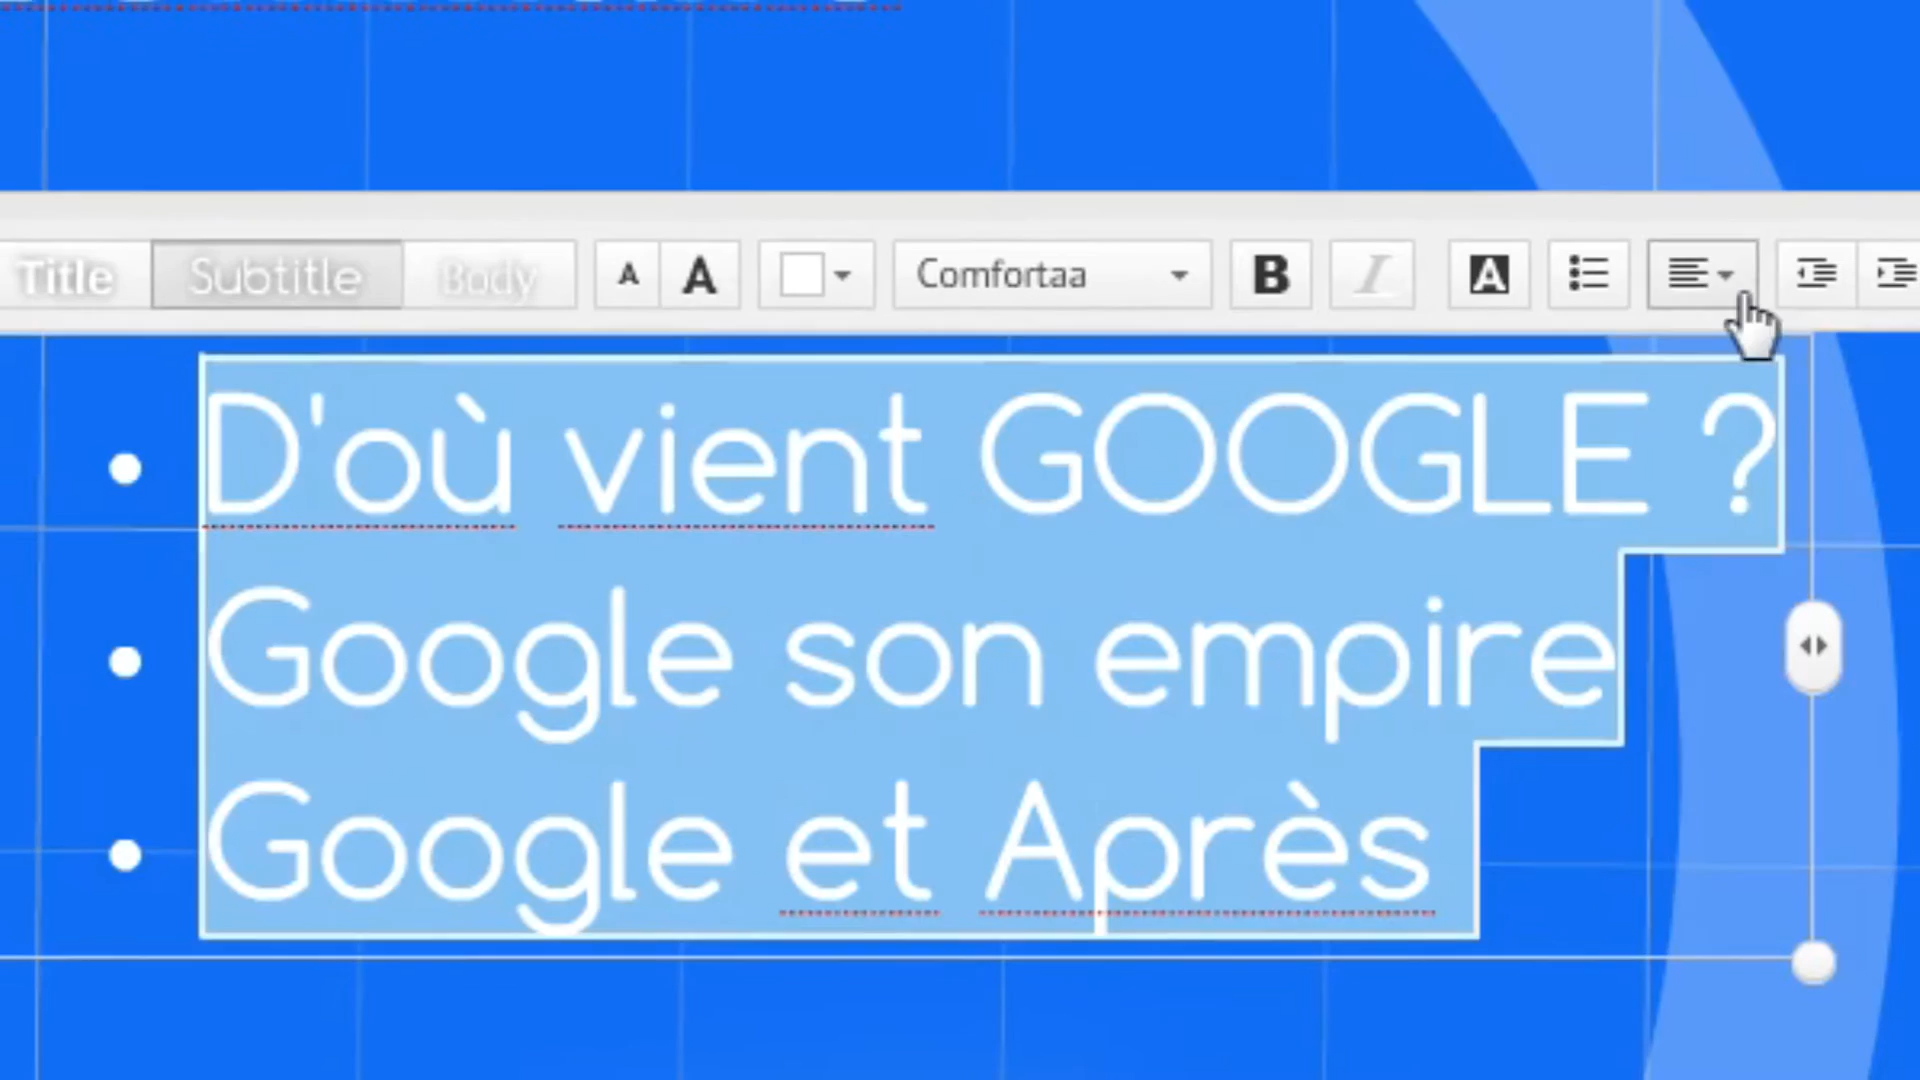 Title Subtitle Body A A Comfortaa B I A
D'où vient GOOGLE ?
Google son empire
Google et Après